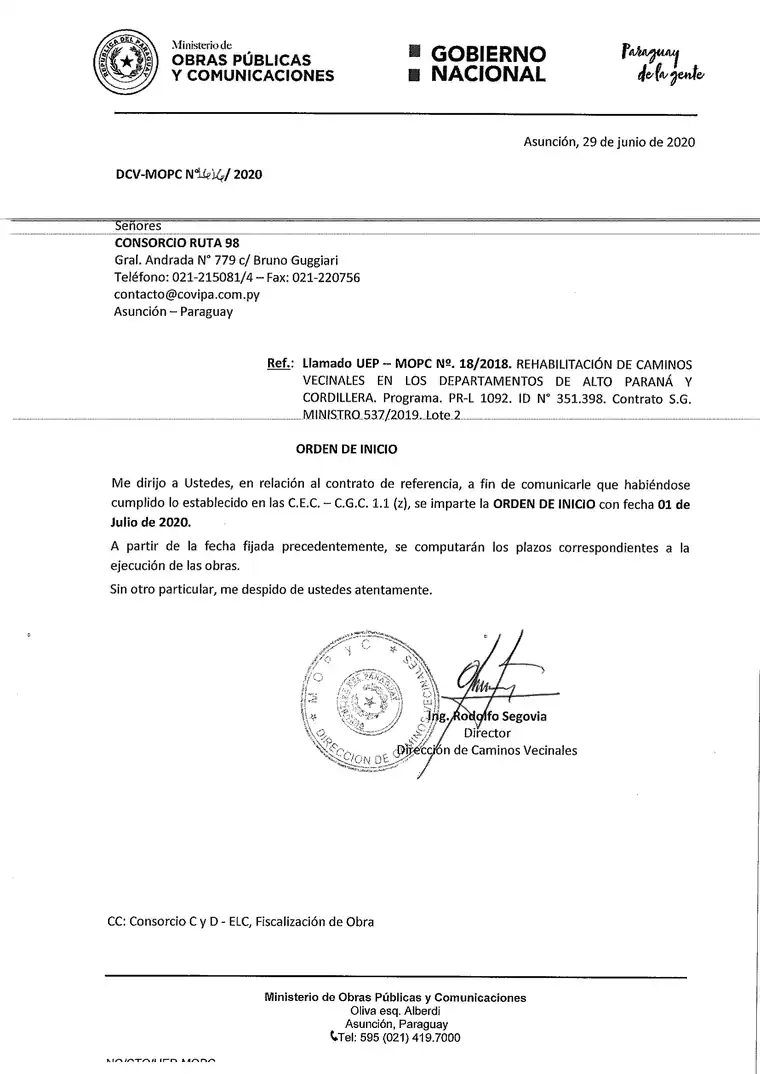 Ministerio de
OBRAS PÚBLICAS
Y COMUNICACIONES
GOBIERNO
NACIONAL
Paraguay
de la gente
Asunción, 29 de junio de 2020
DCV-MOPC N° / 2020
Señores
CONSORCIO RUTA 98
Gral. Andrada N° 779 c/ Bruno Guggiari
Teléfono: 021-215081/4 – Fax: 021-220756
contacto@covipa.com.py
Asunción – Paraguay
Ref.: Llamado UEP – MOPC Nº. 18/2018. REHABILITACIÓN DE CAMINOS
VECINALES EN LOS DEPARTAMENTOS DE ALTO PARANÁ Y
CORDILLERA. Programa. PR-L 1092. ID N° 351.398. Contrato S.G.
MINISTRO 537/2019. Lote 2
ORDEN DE INICIO
Me dirijo a Ustedes, en relación al contrato de referencia, a fin de comunicarle que habiéndose
cumplido lo establecido en las C.E.C. – C.G.C. 1.1 (z), se imparte la ORDEN DE INICIO con fecha 01 de
Julio de 2020.
A partir de la fecha fijada precedentemente, se computarán los plazos correspondientes a la
ejecución de las obras.
Sin otro particular, me despido de ustedes atentamente.
M O P y C
DIRECCION DE CAMINOS VECINALES
Ing. Rodolfo Segovia
Director
Dirección de Caminos Vecinales
CC: Consorcio C y D - ELC, Fiscalización de Obra
Ministerio de Obras Públicas y Comunicaciones
Oliva esq. Alberdi
Asunción, Paraguay
Tel: 595 (021) 419.7000